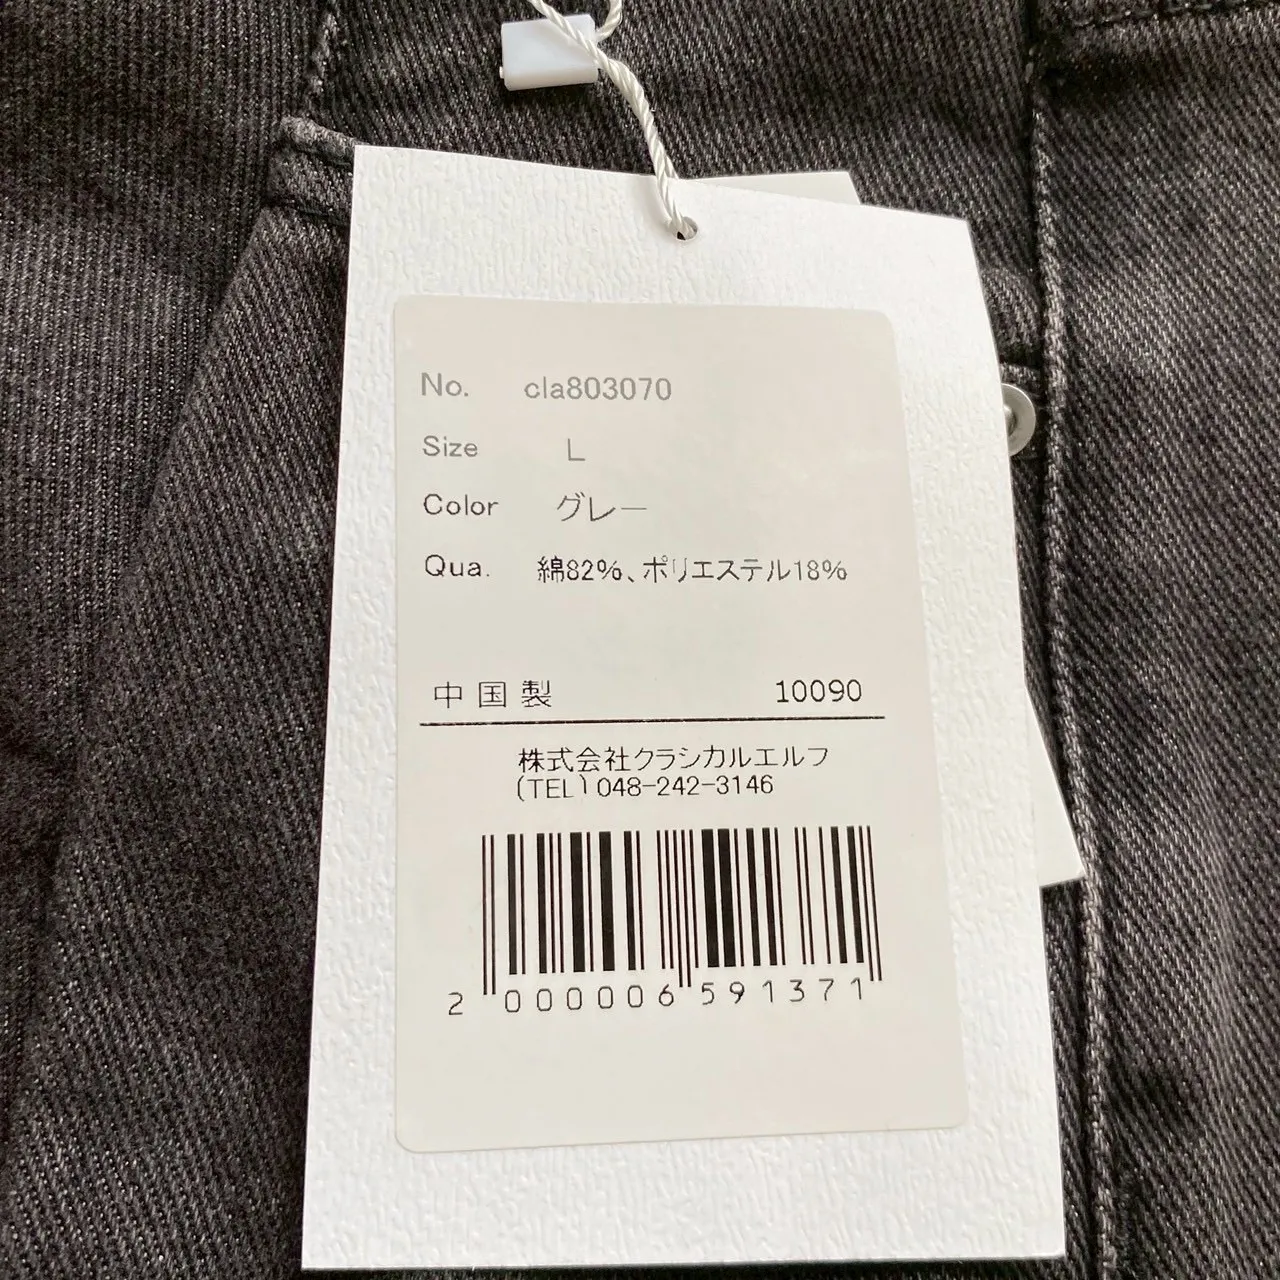 No. cla803070
Size L
Color グレー
Qua. 綿82%、ポリエステル18%
中国製 10090
株式会社クラシカルエルフ
(TEL)048-242-3146
2 000006 591371